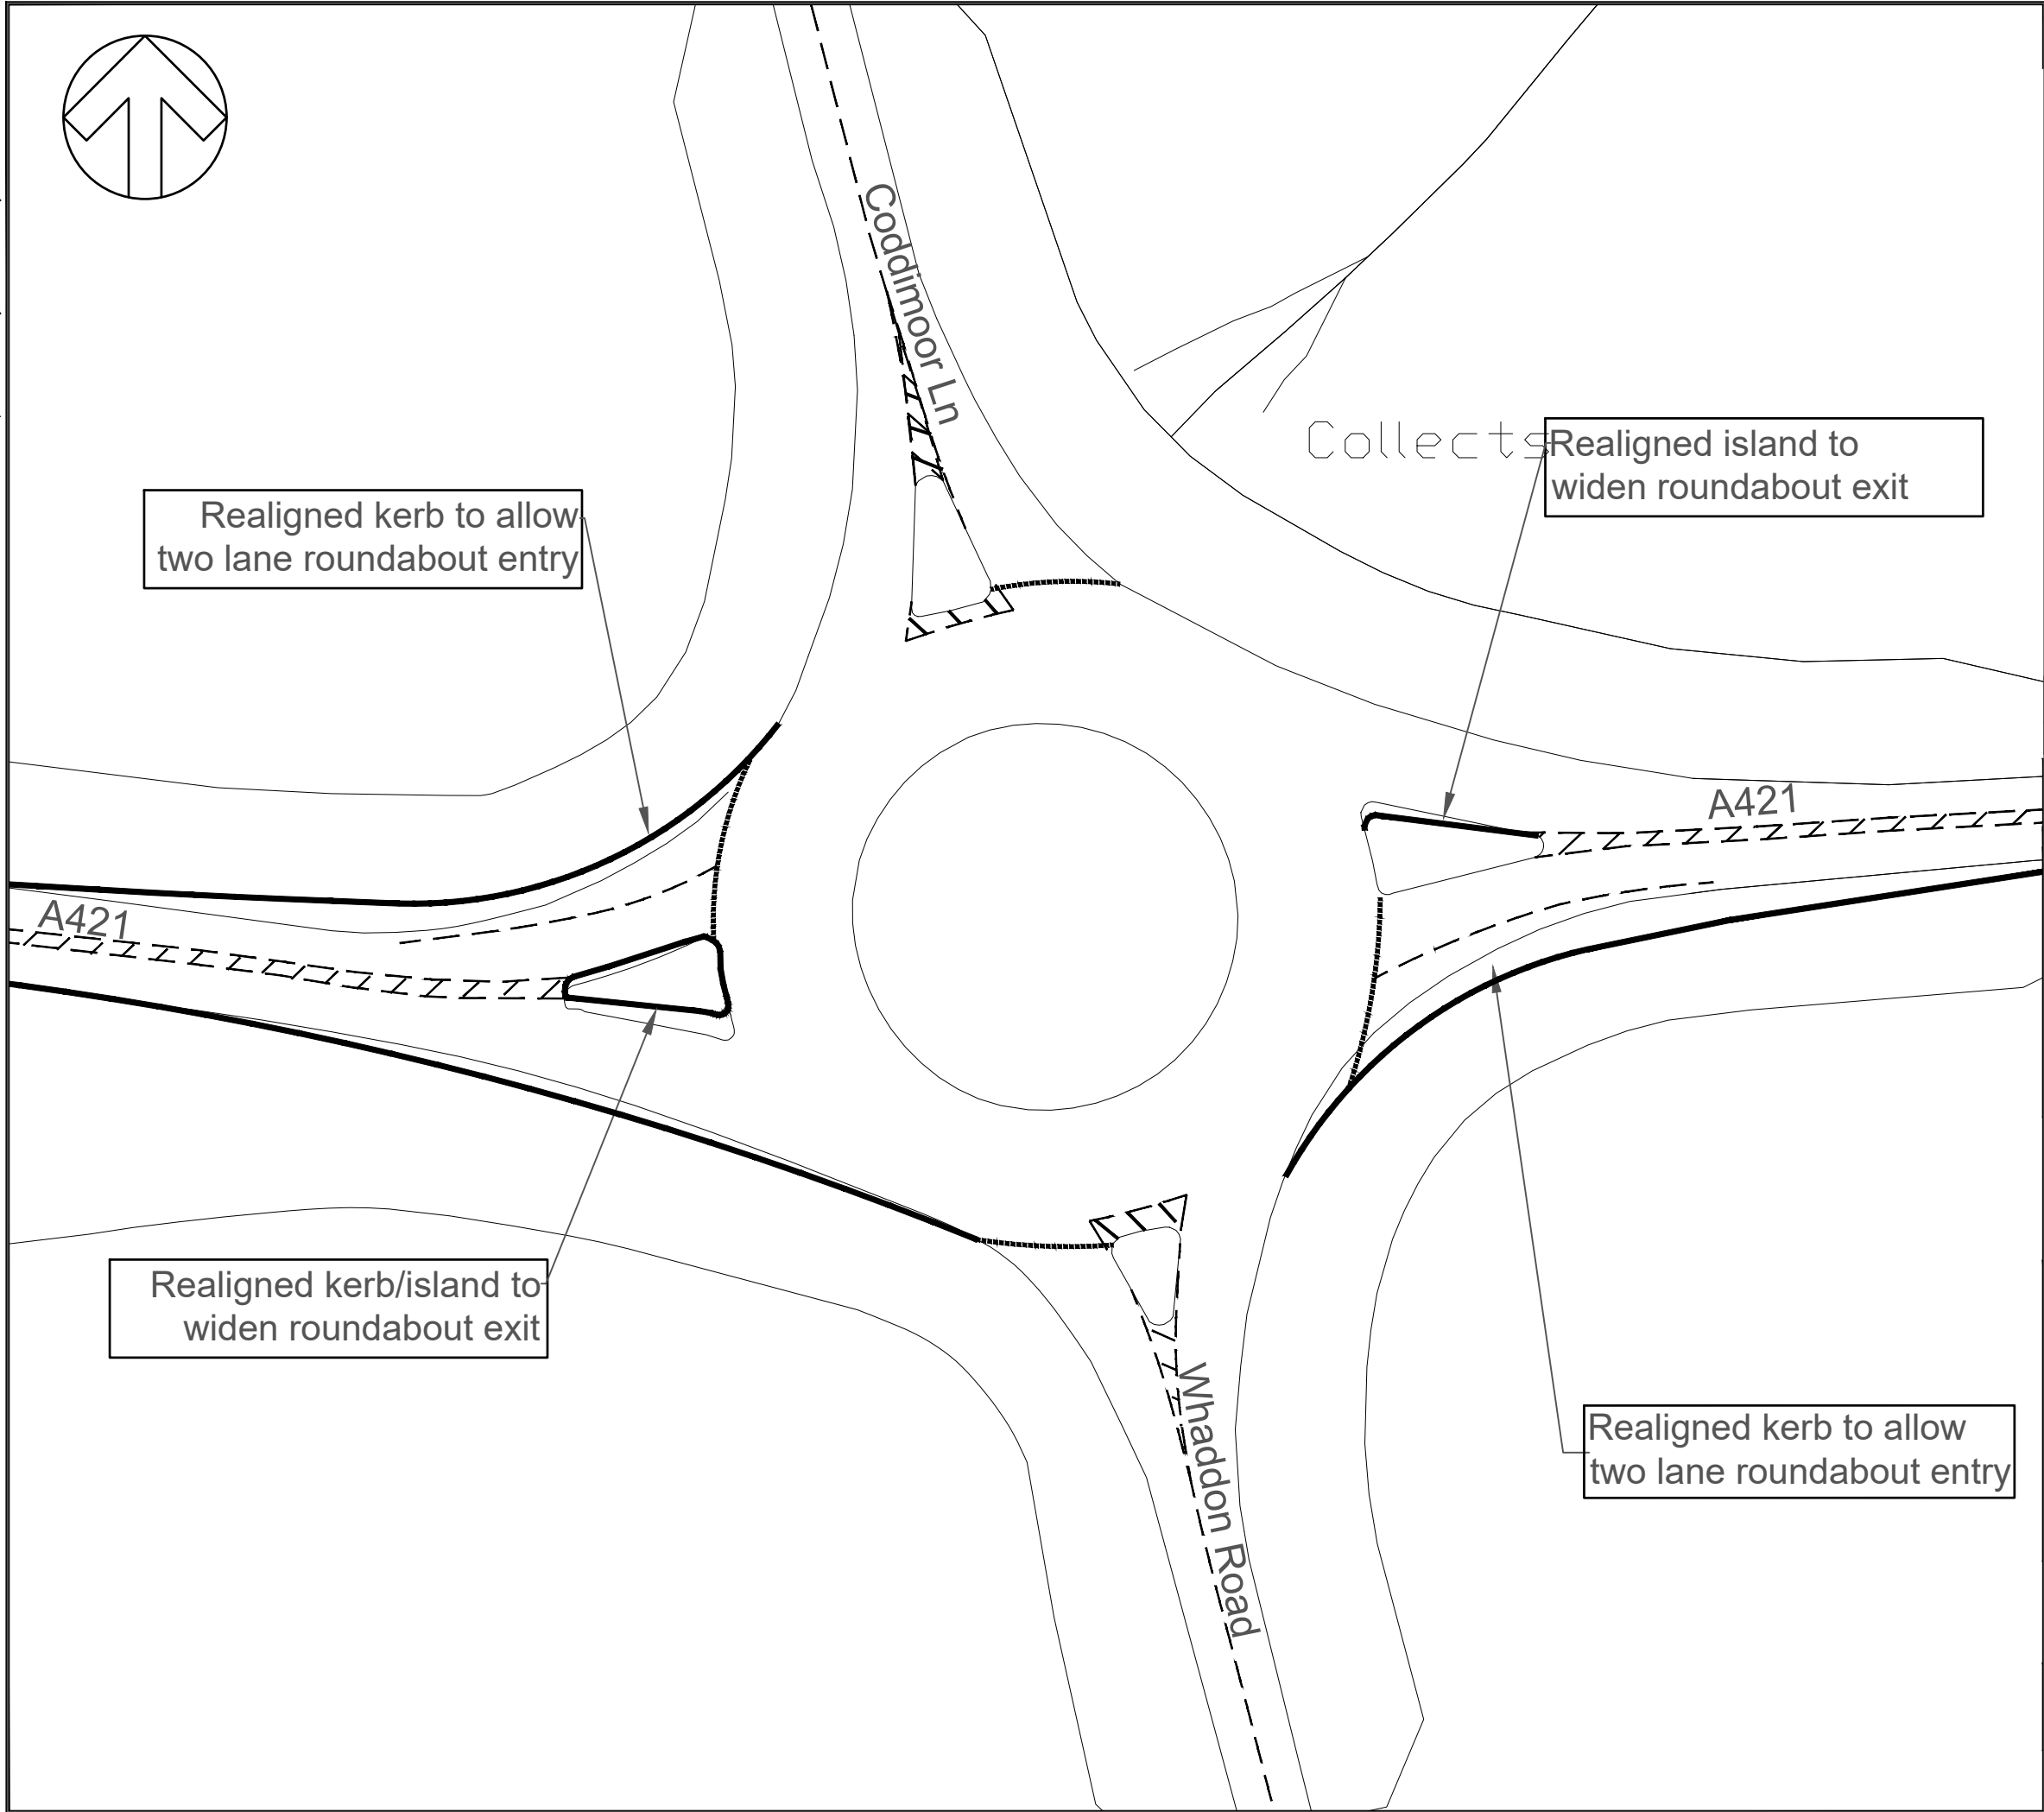 Coddimoor Ln
Collects
Realigned island to
widen roundabout exit
Realigned kerb to allow
two lane roundabout entry
A421
A421
Realigned kerb/island to
widen roundabout exit
Whaddon Road
Realigned kerb to allow
two lane roundabout entry